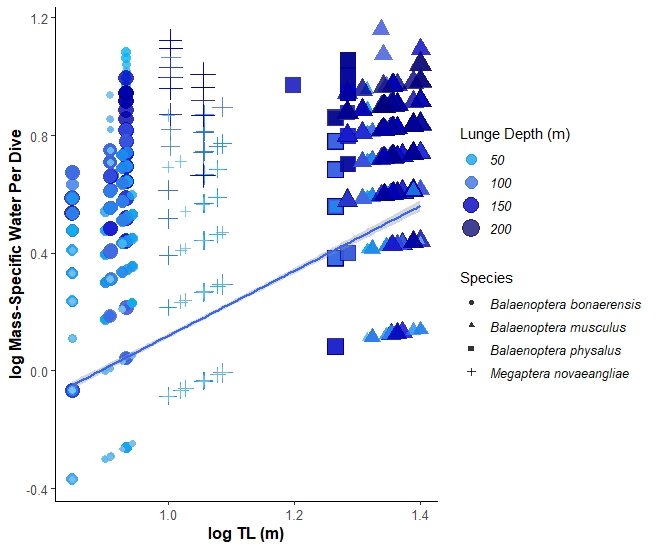 1.2
0.8
0.4
0.0
-0.4
log Mass-Specific Water Per Dive
1.0
1.2
1.4
log TL (m)
Lunge Depth (m)
50
100
150
200
Species
Balaenoptera bonaerensis
Balaenoptera musculus
Balaenoptera physalus
Megaptera novaeangliae